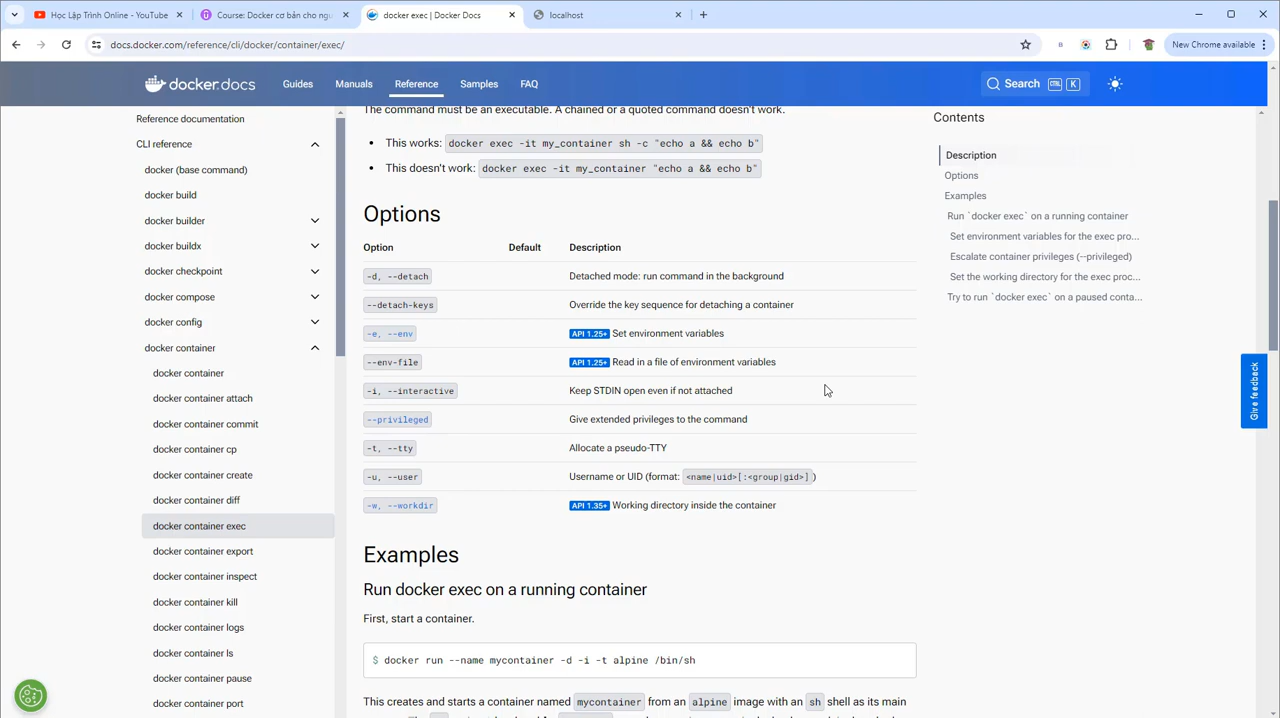 Học Lập Trình Online - YouTube
Course: Docker cơ bản cho ngư
docker exec | Docker Docs
localhost
docs.docker.com/reference/cli/docker/container/exec/
New Chrome available
docker.docs
Guides
Manuals
Reference
Samples
FAQ
Search
CTRL
K
Reference documentation
CLI reference
docker (base command)
docker build
docker builder
docker buildx
docker checkpoint
docker compose
docker config
docker container
docker container
docker container attach
docker container commit
docker container cp
docker container create
docker container diff
docker container exec
docker container export
docker container inspect
docker container kill
docker container logs
docker container ls
docker container pause
docker container port
The command must be an executable. A chained or a quoted command doesn't work.
• This works: docker exec -it my_container sh -c "echo a && echo b"
• This doesn't work: docker exec -it my_container "echo a && echo b"
Options
Option Default Description
-d, --detach Detached mode: run command in the background
--detach-keys Override the key sequence for detaching a container
-e, --env API 1.25+ Set environment variables
--env-file API 1.25+ Read in a file of environment variables
-i, --interactive Keep STDIN open even if not attached
--privileged Give extended privileges to the command
-t, --tty Allocate a pseudo-TTY
-u, --user Username or UID (format: <name|uid>[:<group|gid>])
-w, --workdir API 1.35+ Working directory inside the container
Examples
Run docker exec on a running container
First, start a container.
$ docker run --name mycontainer -d -i -t alpine /bin/sh
This creates and starts a container named mycontainer from an alpine image with an sh shell as its main
Contents
Description
Options
Examples
Run `docker exec` on a running container
Set environment variables for the exec pro...
Escalate container privileges (--privileged)
Set the working directory for the exec proc...
Try to run `docker exec` on a paused conta...
Give feedback